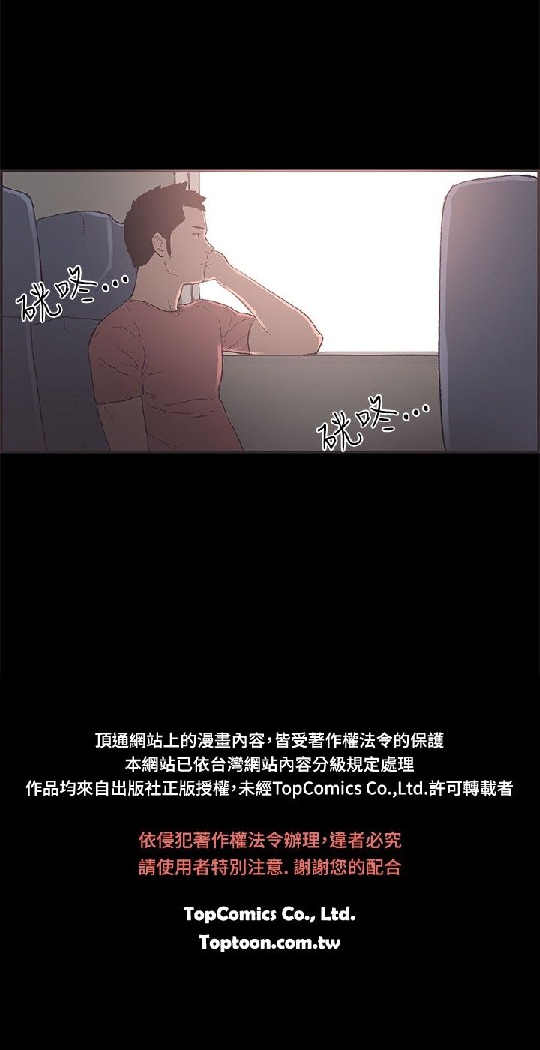 硄咚...
硄咚...
頂通網站上的漫畫內容,皆受著作權法令的保護
本網站已依台灣網站內容分級規定處理
作品均來自出版社正版授權,未經TopComics Co.,Ltd.許可轉載者
依侵犯著作權法令辦理,違者必究
請使用者特別注意. 謝謝您的配合
TopComics Co., Ltd.
Toptoon.com.tw